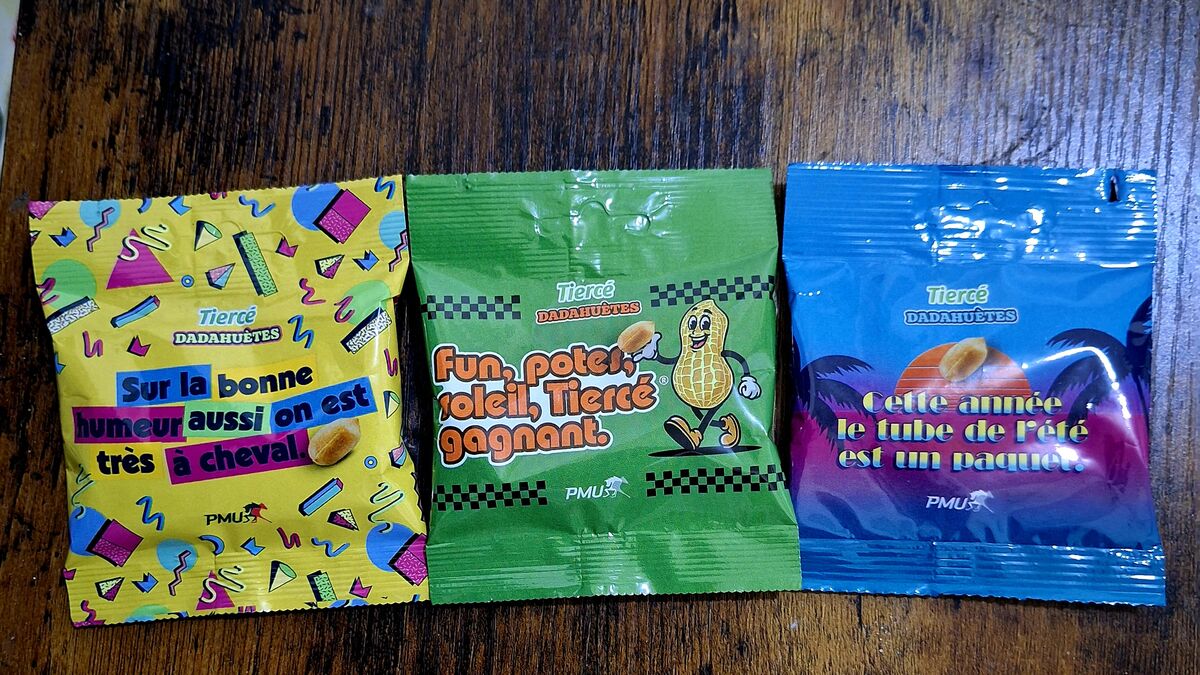 Tiercé
DADAHUÈTES
Sur la bonne
humeur aussi on est
très à cheval.
PMU
Tiercé
DADAHUÈTES
Fun, potes,
soleil, Tiercé®
gagnant.
PMU
Tiercé
DADAHUÈTES
Cette année
le tube de l'été
est un paquet.
PMU